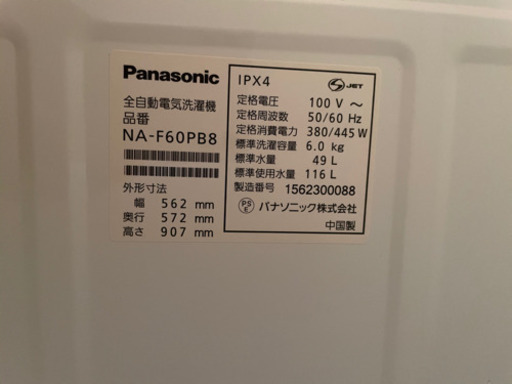 Panasonic
全自動電気洗濯機
品番
NA-F60PB8
外形寸法
幅 562 mm
奥行 572 mm
高さ 907 mm
IPX4
S JET
定格電圧 100 V ～
定格周波数 50/60 Hz
定格消費電力 380/445 W
標準洗濯容量 6.0 kg
標準水量 49 L
標準使用水量 116 L
製造番号 1562300088
PS E パナソニック株式会社
中国製